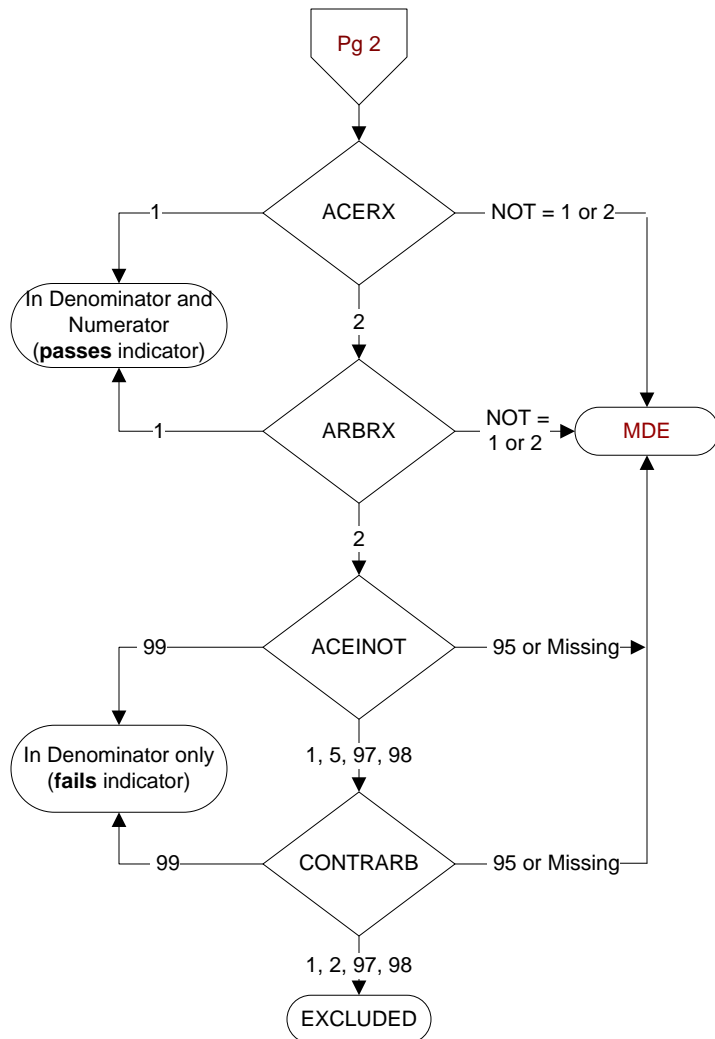 Pg 2
ACERX
1
NOT = 1 or 2
In Denominator and
Numerator
(passes indicator)
2
ARBRX
1
NOT =
1 or 2
MDE
2
ACEINOT
99
95 or Missing
In Denominator only
(fails indicator)
1, 5, 97, 98
CONTRARB
99
95 or Missing
1, 2, 97, 98
EXCLUDED